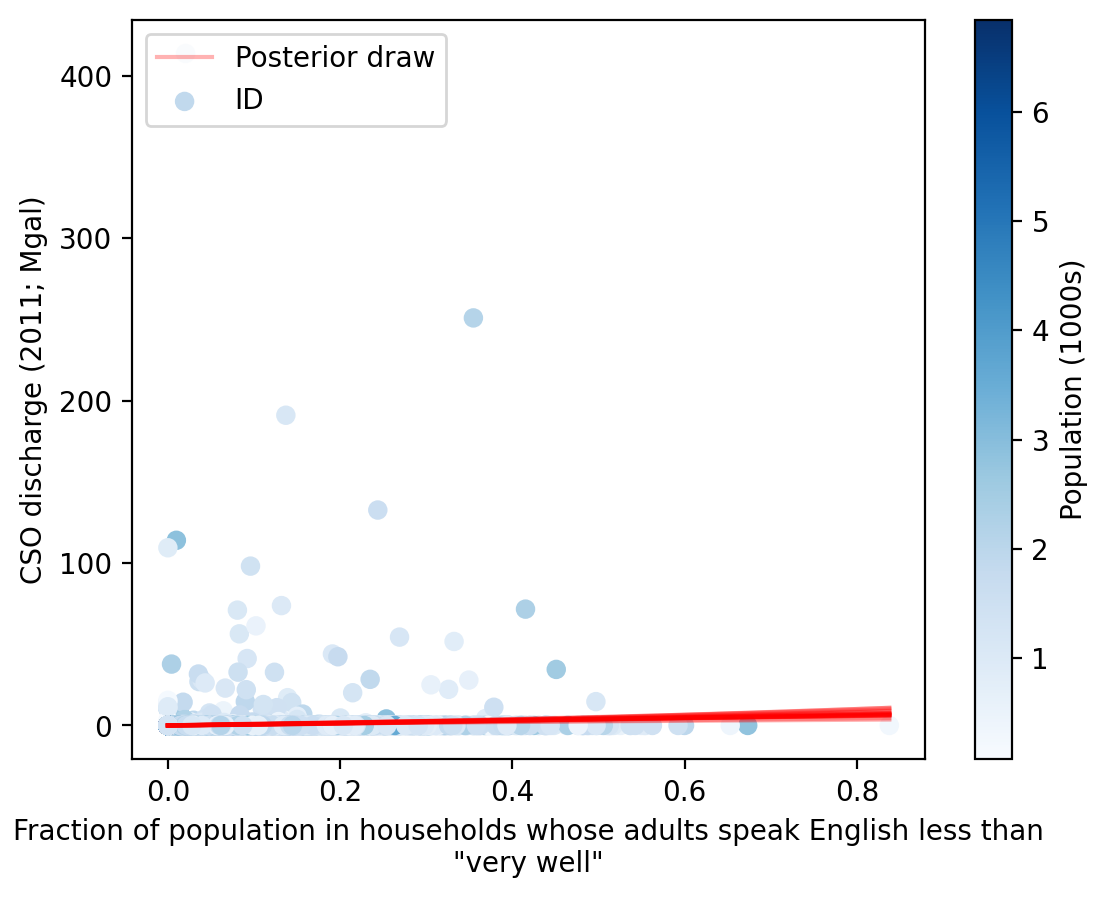 Posterior draw
ID
400
300
200
100
0
CSO discharge (2011; Mgal)
0.0 0.2 0.4 0.6 0.8
Fraction of population in households whose adults speak English less than
"very well"
6
5
4
3
2
1
Population (1000s)